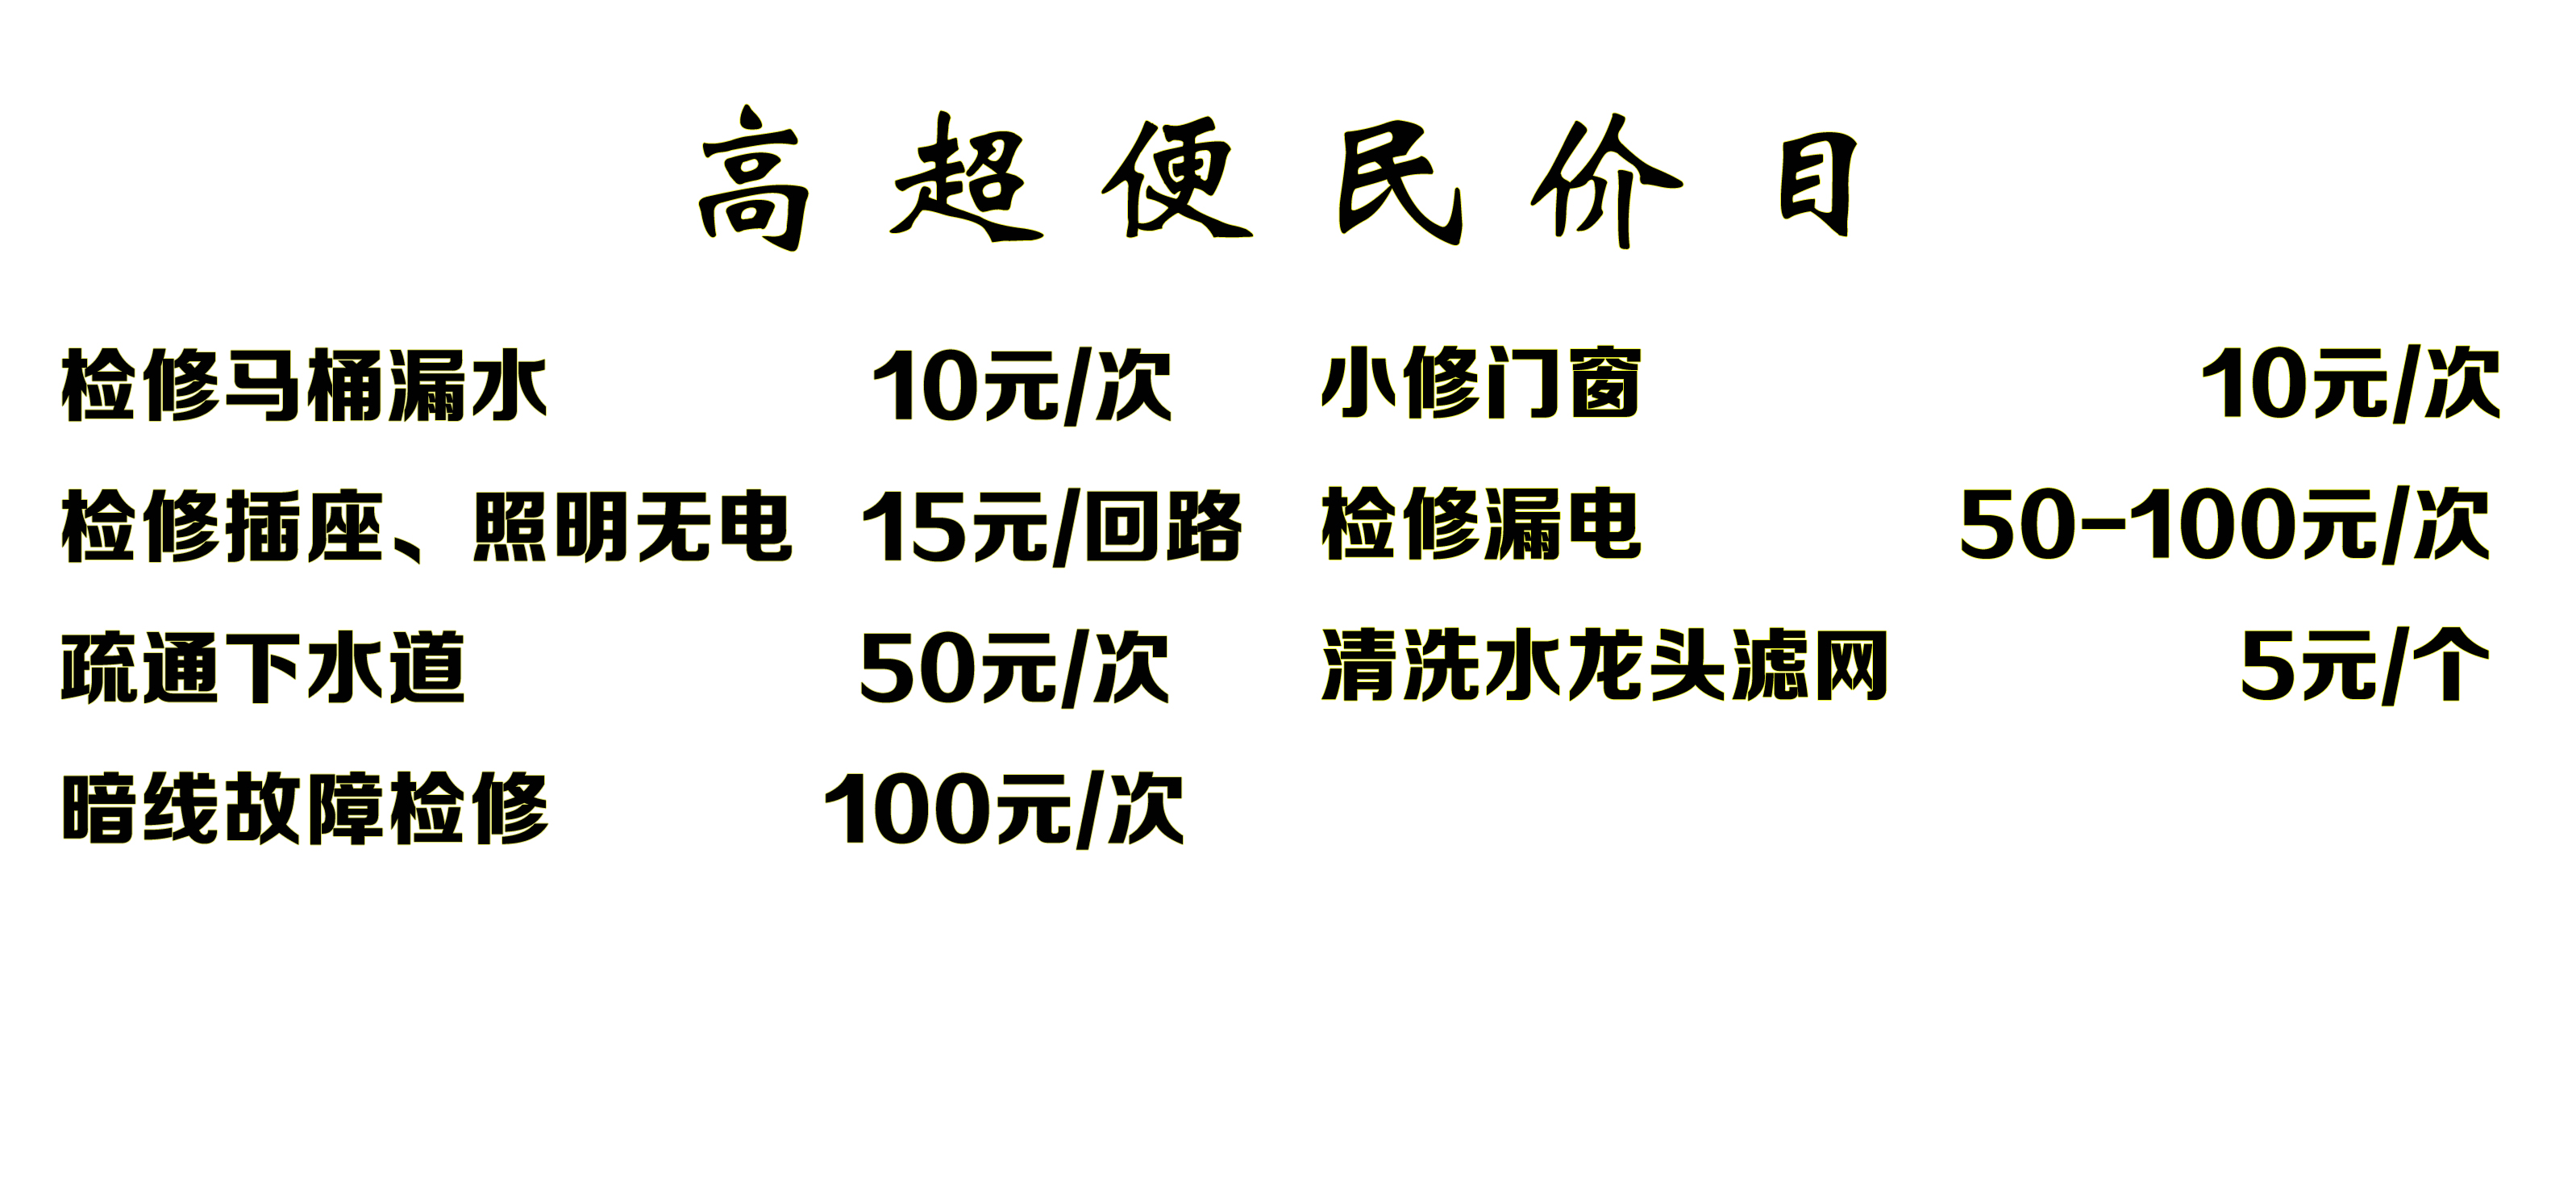 高超便民价目
检修马桶漏水 10元/次 小修门窗 10元/次
检修插座、照明无电 15元/回路 检修漏电 50-100元/次
疏通下水道 50元/次 清洗水龙头滤网 5元/个
暗线故障检修 100元/次